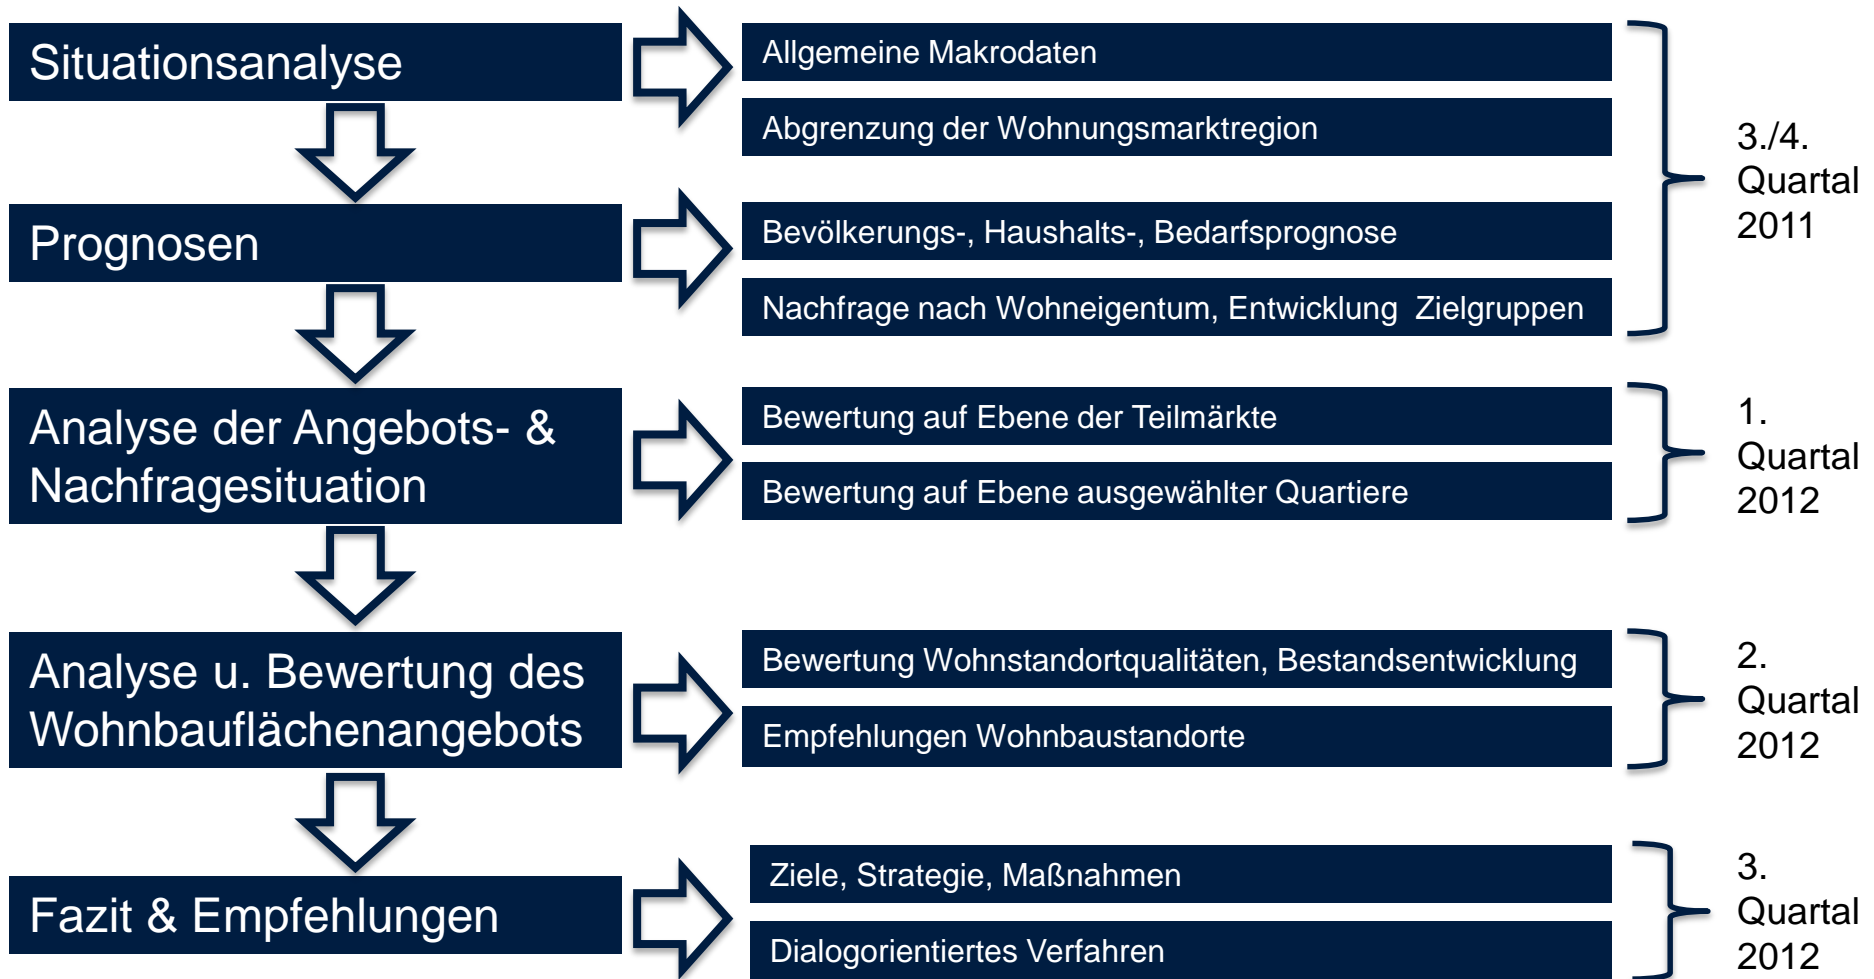 Situationsanalyse
Allgemeine Makrodaten
Abgrenzung der Wohnungsmarktregion
Prognosen
Bevölkerungs-, Haushalts-, Bedarfsprognose
Nachfrage nach Wohneigentum, Entwicklung  Zielgruppen
3./4.
Quartal
2011
Analyse der Angebots- &
Nachfragesituation
Bewertung auf Ebene der Teilmärkte
Bewertung auf Ebene ausgewählter Quartiere
1.
Quartal
2012
Analyse u. Bewertung des
Wohnbauflächenangebots
Bewertung Wohnstandortqualitäten, Bestandsentwicklung
Empfehlungen Wohnbaustandorte
2.
Quartal
2012
Fazit & Empfehlungen
Ziele, Strategie, Maßnahmen
Dialogorientiertes Verfahren
3.
Quartal
2012